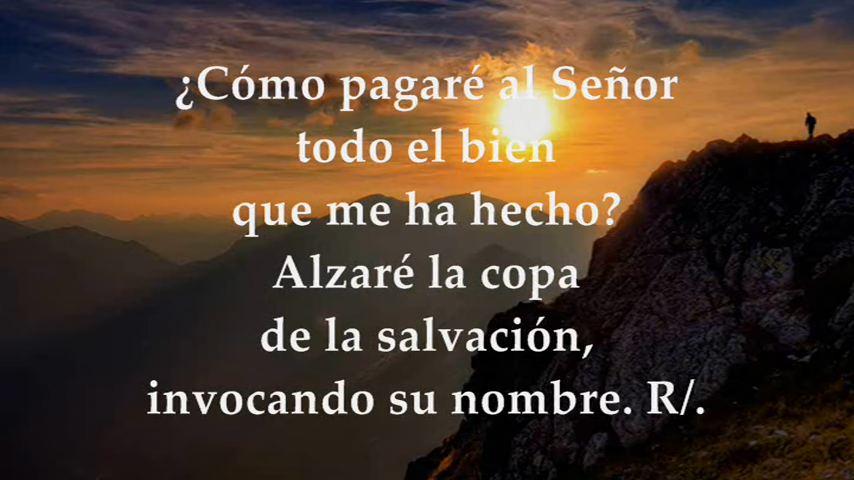 ¿Cómo pagaré al Señor
todo el bien
que me ha hecho?
Alzaré la copa
de la salvación,
invocando su nombre. R/.